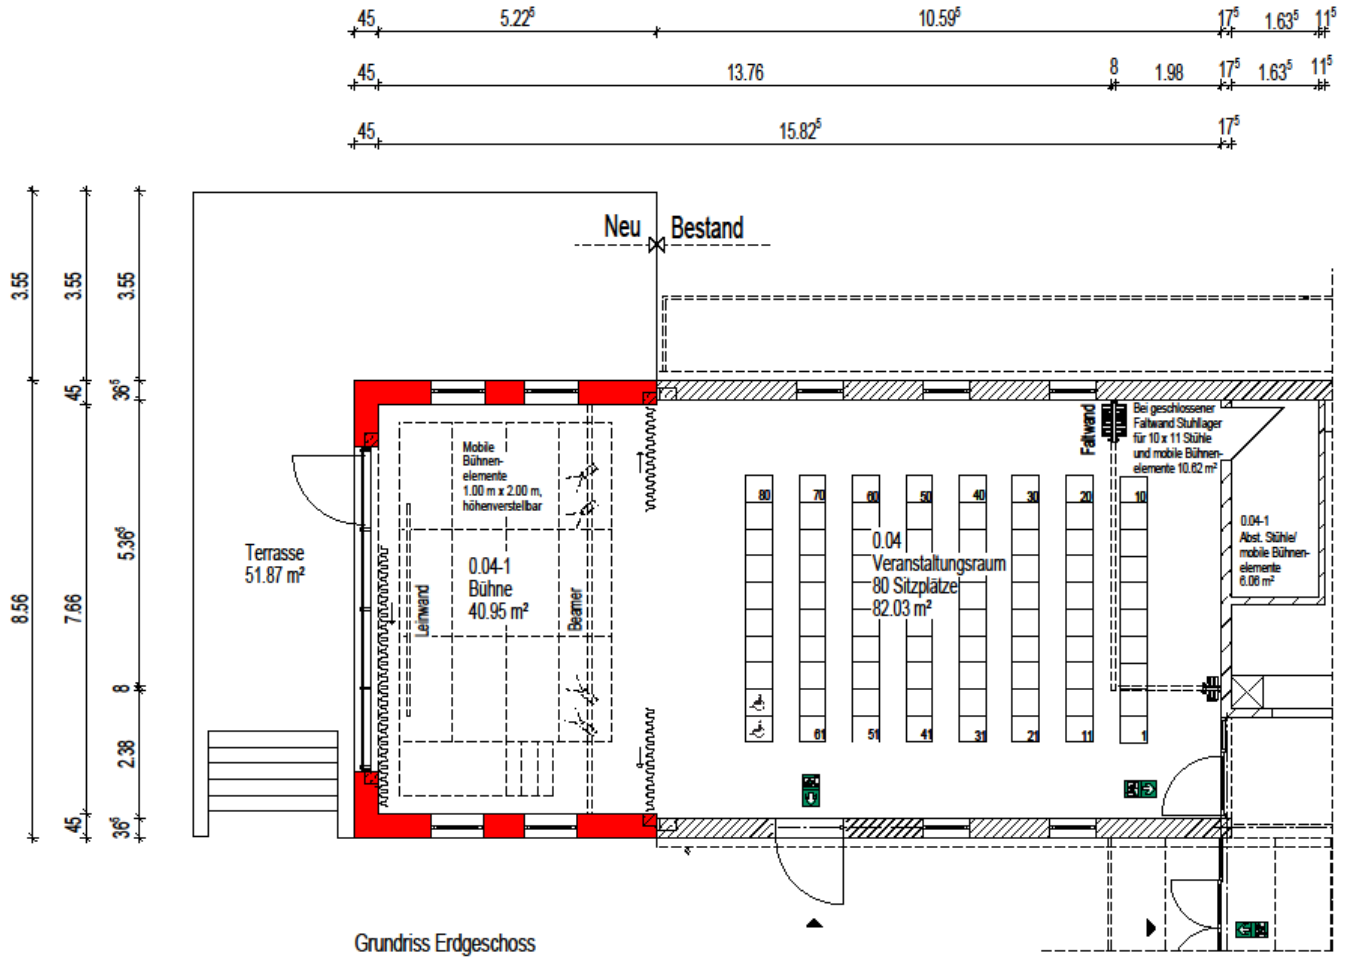 45 5.22⁵ 10.59⁵ 17⁵ 1.63⁵ 11⁵
45 13.76 8 1.98 17⁵ 1.63⁵ 11⁵
45 15.82⁵ 17⁵
Neu Bestand
3.55 3.55 3.55
45 36⁵
8.56 7.66 5.36⁵
8
2.38
45 36⁵
Terrasse
51.87 m²
Mobile
Bühnen-
elemente
1.00 m x 2.00 m,
höhenverstellbar
0.04-1
Bühne
40.95 m²
Leinwand
Beamer
80 70 60 50 40 30 20 10
0.04
Veranstaltungsraum
80 Sitzplätze
82.03 m²
61 51 41 31 21 11 1
Faltwand
Bei geschlossener
Faltwand Stuhllager
für 10 x 11 Stühle
und mobile Bühnen-
elemente 10.62 m²
0.04-1
Abst. Stühle/
mobile Bühnen-
elemente
6.06 m²
Grundriss Erdgeschoss